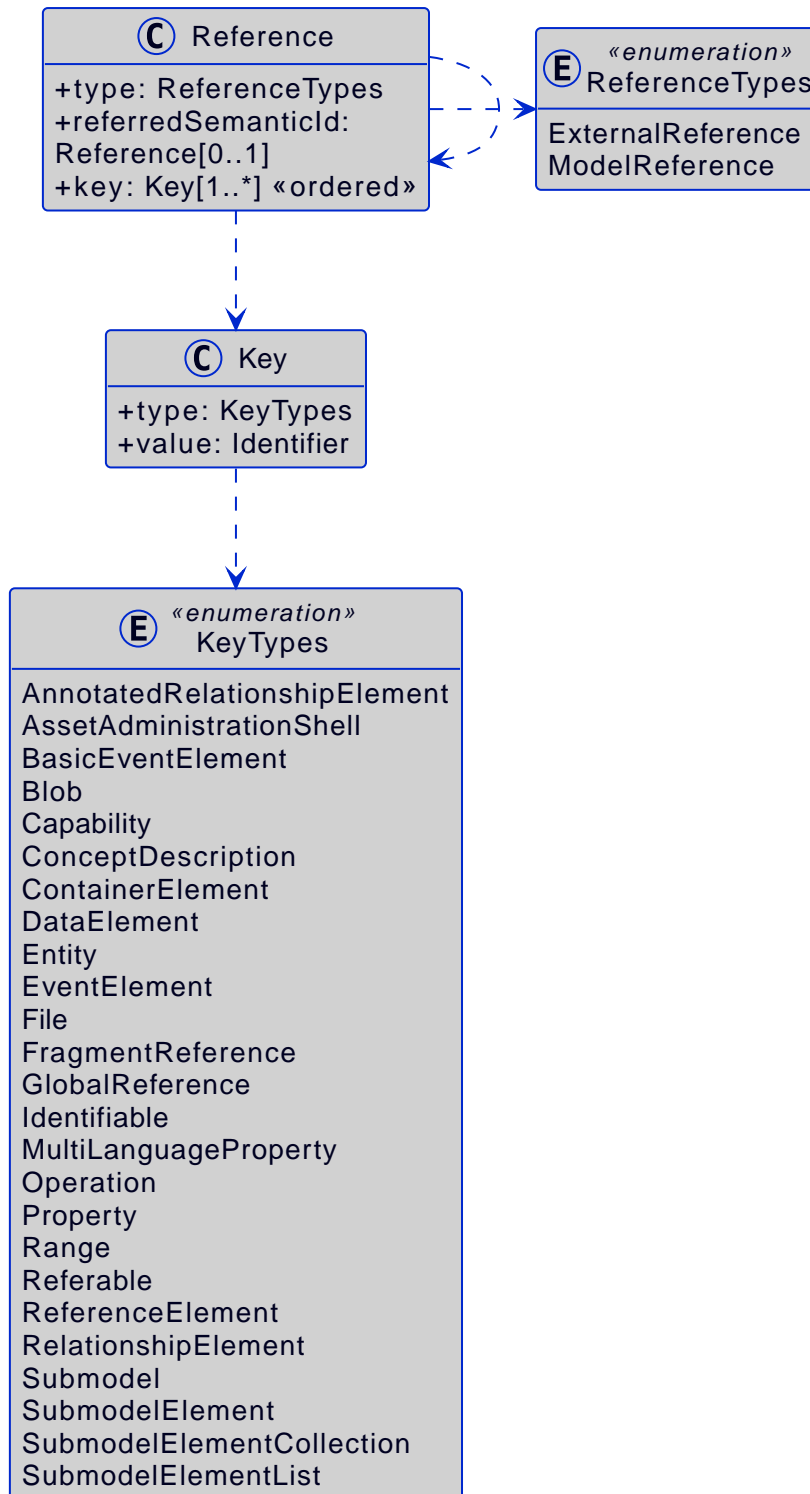 C Reference
+type: ReferenceTypes
+referredSemanticId:
Reference[0..1]
+key: Key[1..*] «ordered»
E «enumeration»
ReferenceTypes
ExternalReference
ModelReference
C Key
+type: KeyTypes
+value: Identifier
E «enumeration»
KeyTypes
AnnotatedRelationshipElement
AssetAdministrationShell
BasicEventElement
Blob
Capability
ConceptDescription
ContainerElement
DataElement
Entity
EventElement
File
FragmentReference
GlobalReference
Identifiable
MultiLanguageProperty
Operation
Property
Range
Referable
ReferenceElement
RelationshipElement
Submodel
SubmodelElement
SubmodelElementCollection
SubmodelElementList